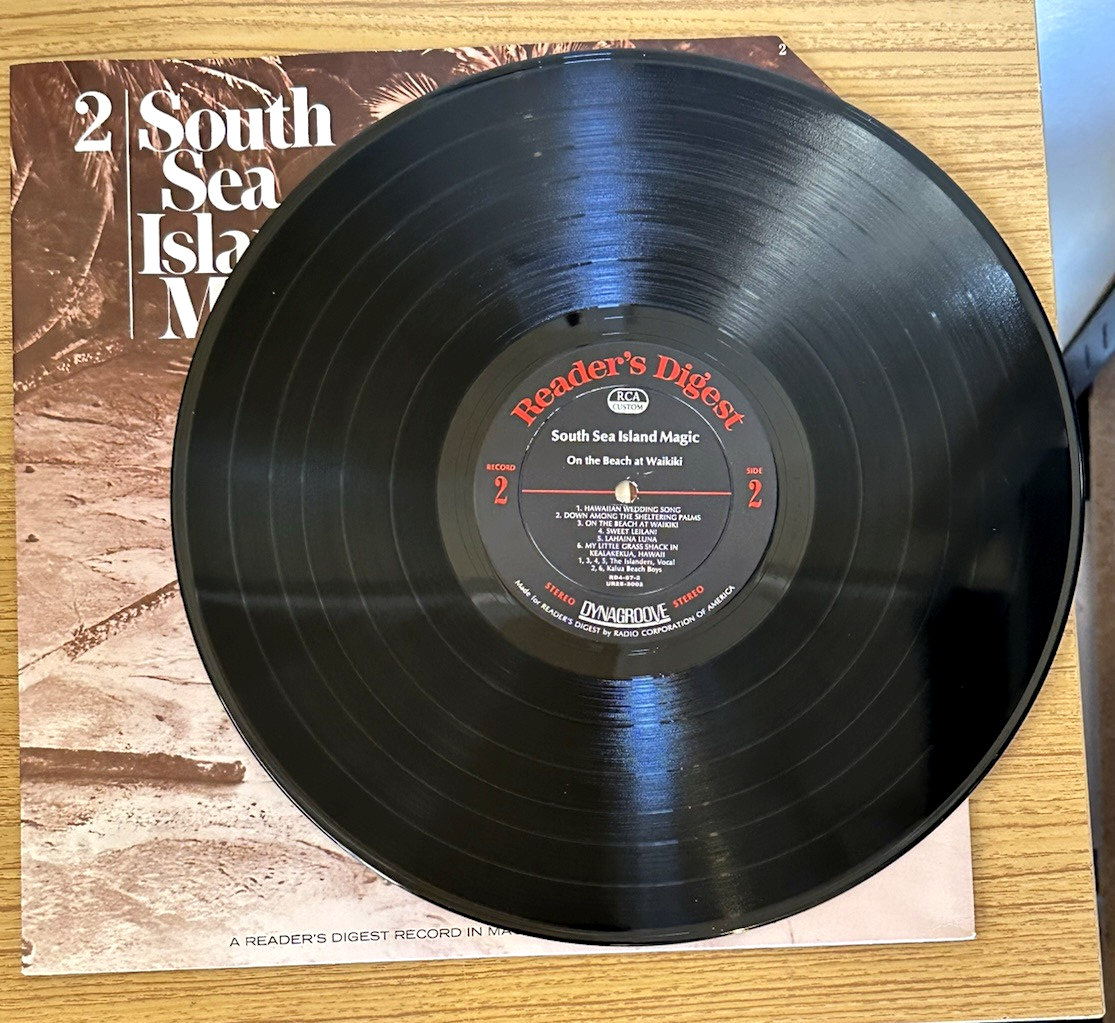 2
2 South
Sea
Isla
M
Reader's Digest
RCA
CUSTOM
South Sea Island Magic
On the Beach at Waikiki
RECORD
2
SIDE
2
1. HAWAIIAN WEDDING SONG
2. DOWN AMONG THE SHELTERING PALMS
3. ON THE BEACH AT WAIKIKI
4. SWEET LEILANI
5. LAHAINA LUNA
6. MY LITTLE GRASS SHACK IN
KEALAKEKUA, HAWAII
1, 3, 4, 5, The Islanders, Vocal
2, 6, Kalua Beach Boys
RD4-57-2
STEREO DYNAGROOVE STEREO
Made for READER'S DIGEST by RADIO CORPORATION OF AMERICA
A READER'S DIGEST RECORD IN MA